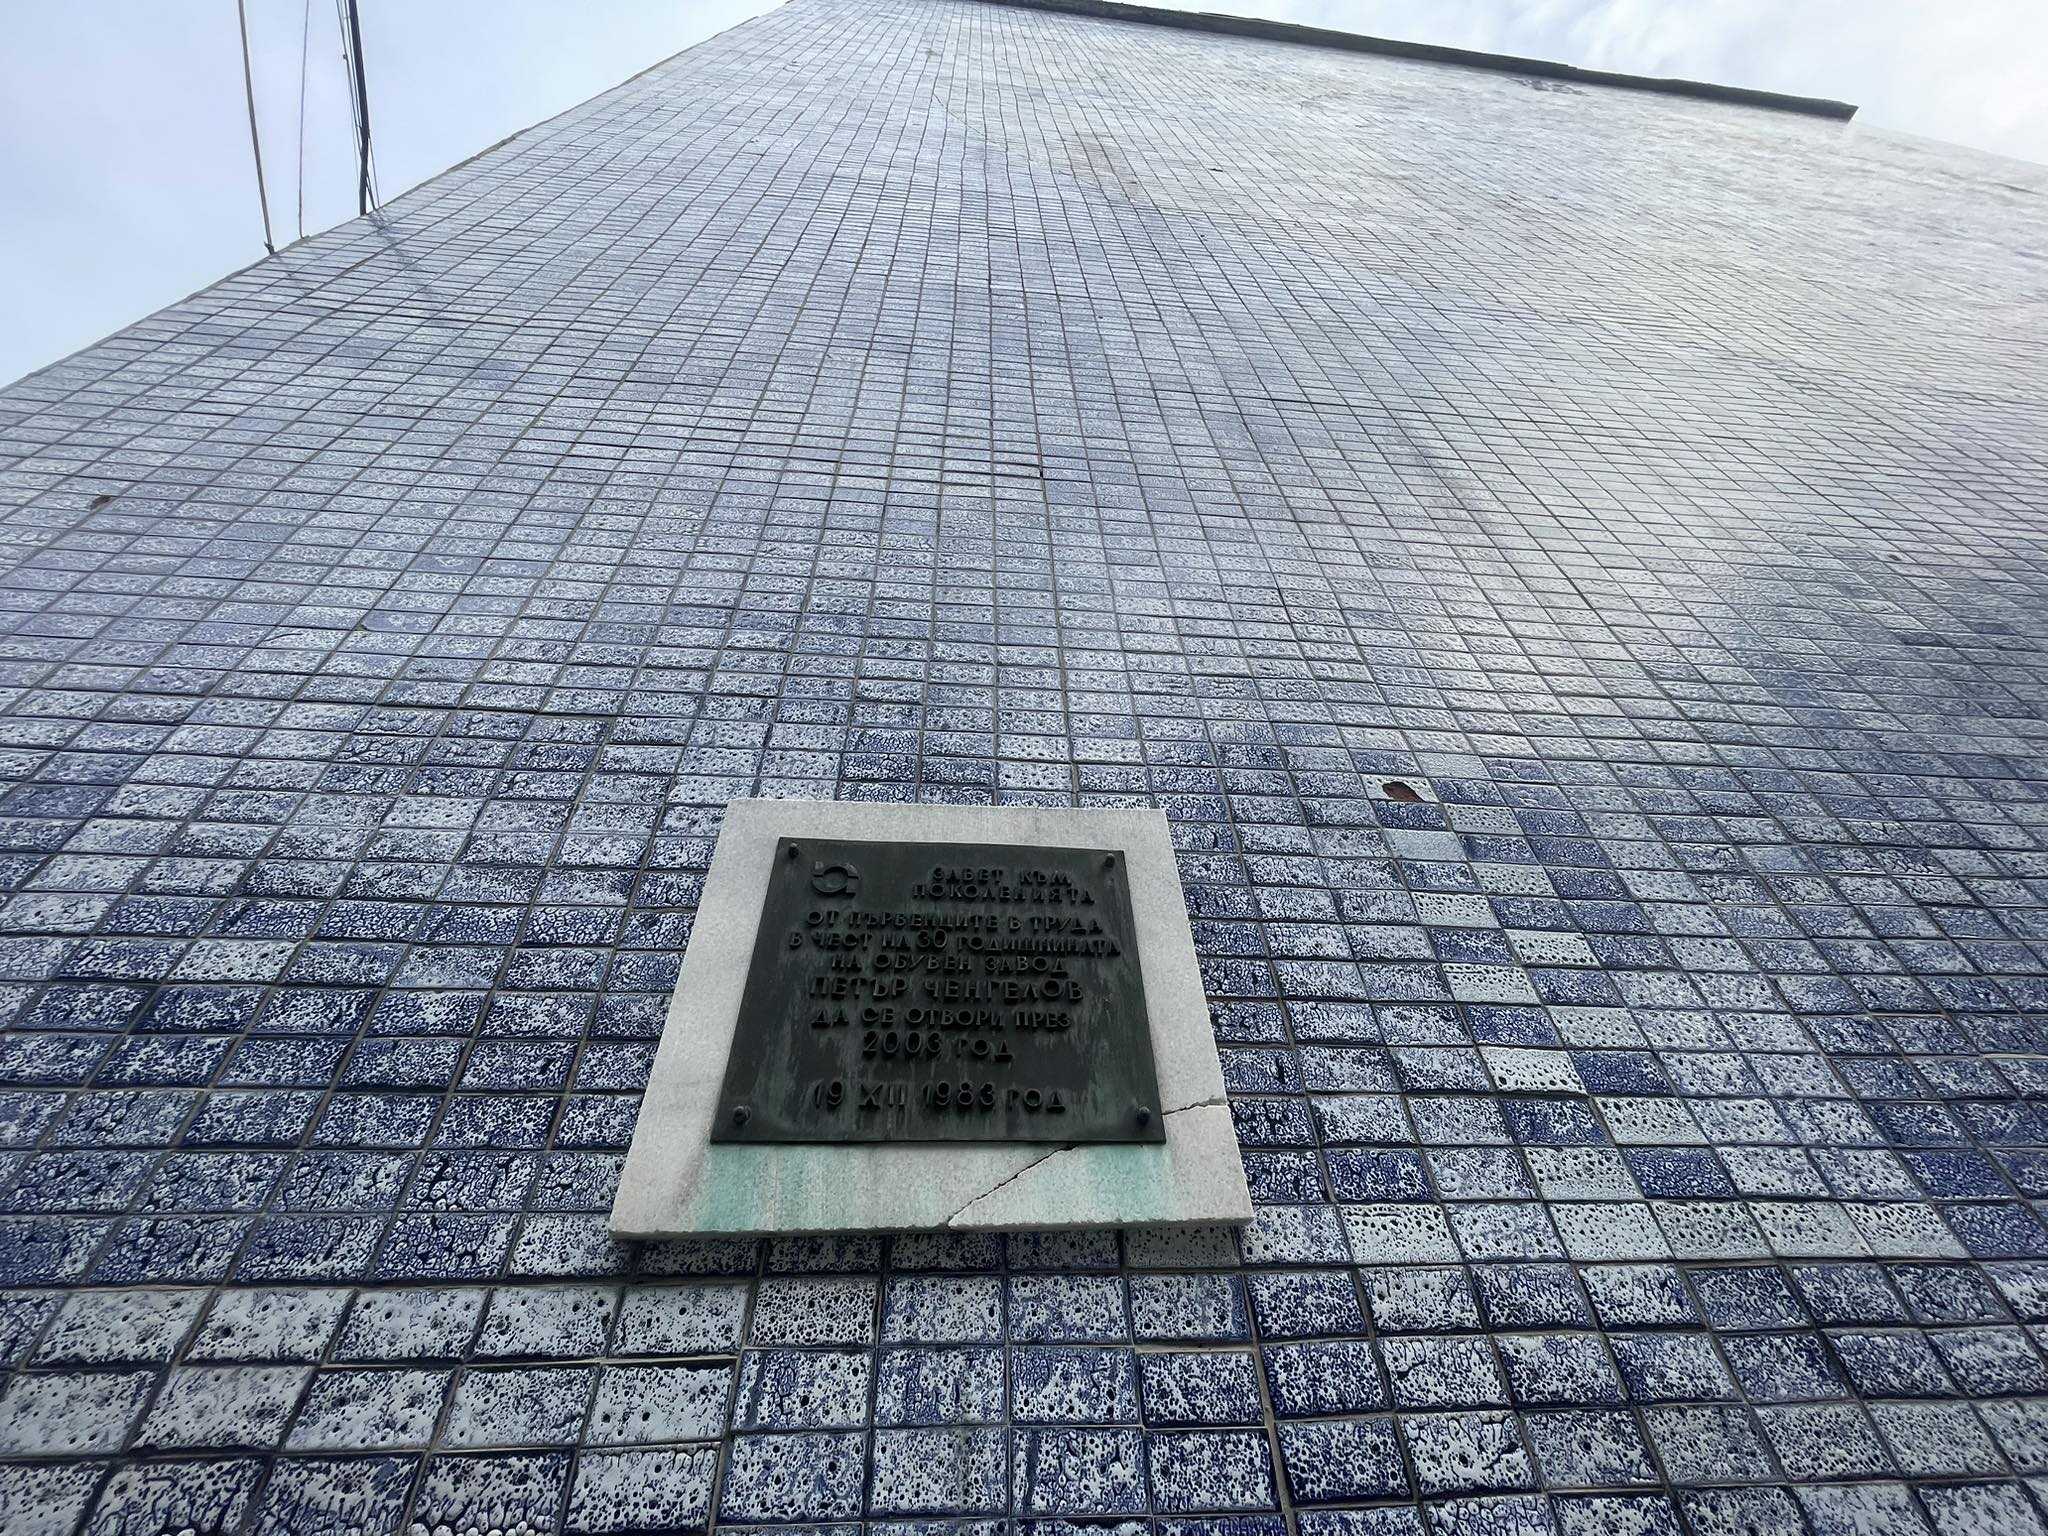 ЗАВЕТ КЪМ
ПОКОЛЕНИЯТА
ОТ ПЪРВЕНЦИТЕ В ТРУДА
В ЧЕСТ НА 30 ГОДИШНИНАТА
НА ОБУВЕН ЗАВОД
ПЕТЪР ЧЕНГЕЛОВ
ДА СЕ ОТВОРИ ПРЕЗ
2003 ГОД
19 XII 1983 ГОД